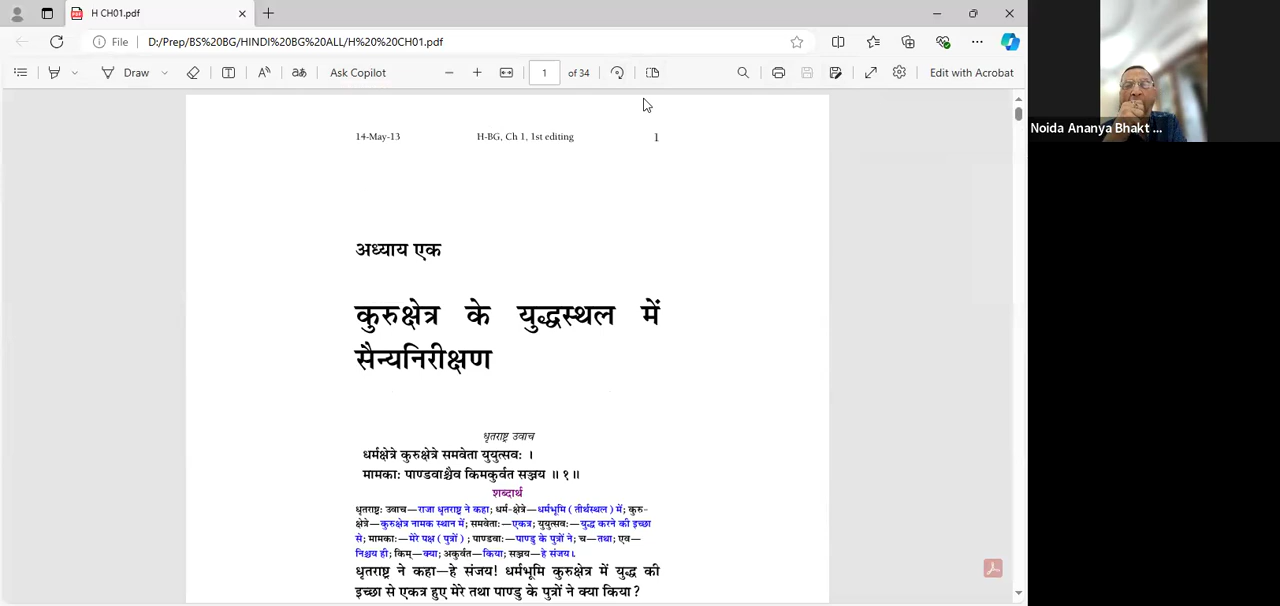 H CH01.pdf
File D:/Prep/BS%20BG/HINDI%20BG%20ALL/H%20%20CH01.pdf
Draw Ask Copilot 1 of 34 Edit with Acrobat
Noida Ananya Bhakt ...
14-May-13 H-BG, Ch 1, 1st editing 1
अध्याय एक
कुरुक्षेत्र के युद्धस्थल में
सैन्यनिरीक्षण
धृतराष्ट्र उवाच
धर्मक्षेत्रे कुरुक्षेत्रे समवेता युयुत्सवः ।
मामकाः पाण्डवाश्चैव किमकुर्वत सञ्जय ॥ १॥
शब्दार्थ
धृतराष्ट्रः उवाच—राजा धृतराष्ट्र ने कहा; धर्म-क्षेत्रे—धर्मभूमि (तीर्थस्थल) में; कुरु-
क्षेत्रे—कुरुक्षेत्र नामक स्थान में; समवेताः—एकत्र; युयुत्सवः—युद्ध करने की इच्छा
से; मामकाः—मेरे पक्ष (पुत्रों) ; पाण्डवाः—पाण्डु के पुत्रों ने; च—तथा; एव—
निश्चय ही; किम्—क्या; अकुर्वत—किया; सञ्जय—हे संजय।
धृतराष्ट्र ने कहा—हे संजय! धर्मभूमि कुरुक्षेत्र में युद्ध की
इच्छा से एकत्र हुए मेरे तथा पाण्डु के पुत्रों ने क्या किया?